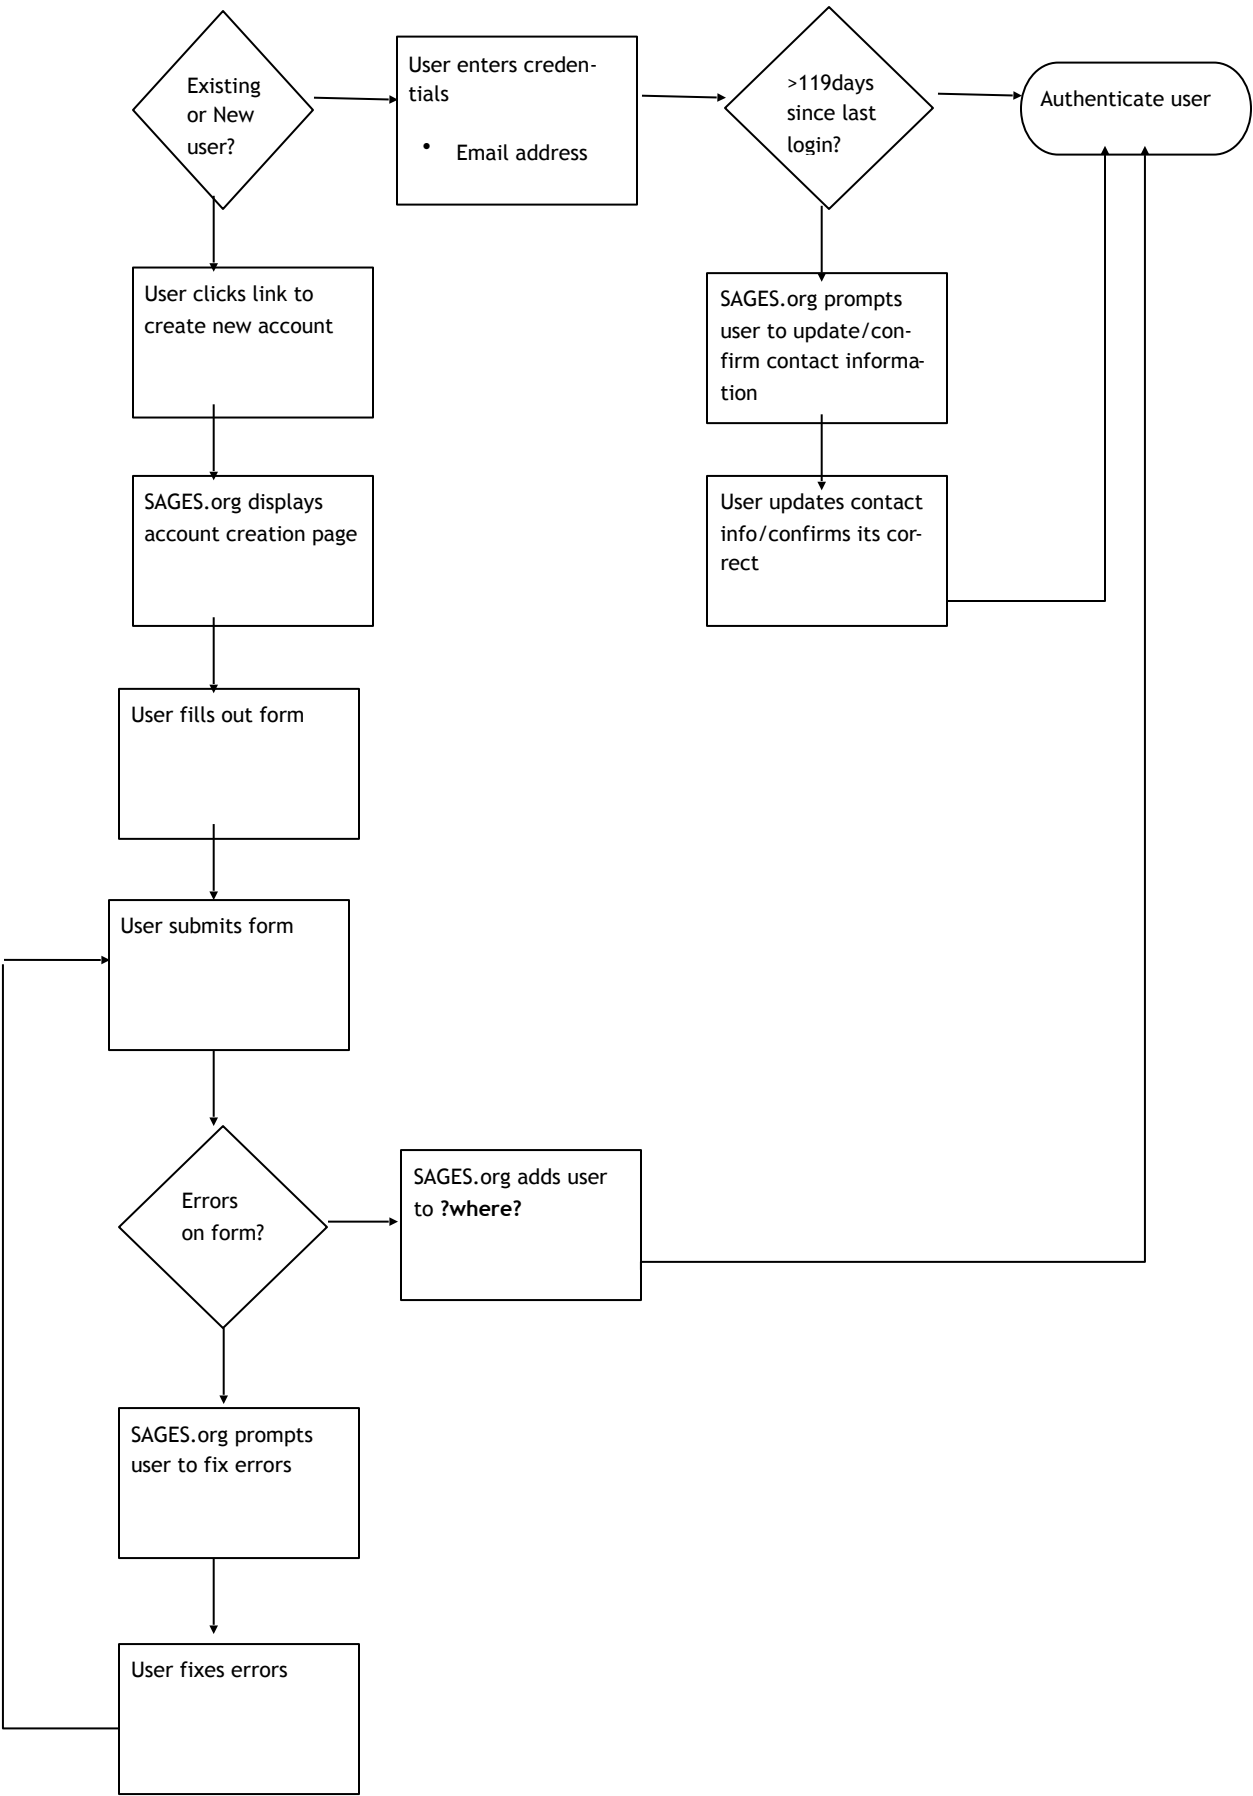 Existing
or New
user?
User enters creden-
tials
• Email address
>119days
since last
login?
Authenticate user
User clicks link to
create new account
SAGES.org prompts
user to update/con-
firm contact informa-
tion
SAGES.org displays
account creation page
User updates contact
info/confirms its cor-
rect
User fills out form
User submits form
Errors
on form?
SAGES.org adds user
to ?where?
SAGES.org prompts
user to fix errors
User fixes errors